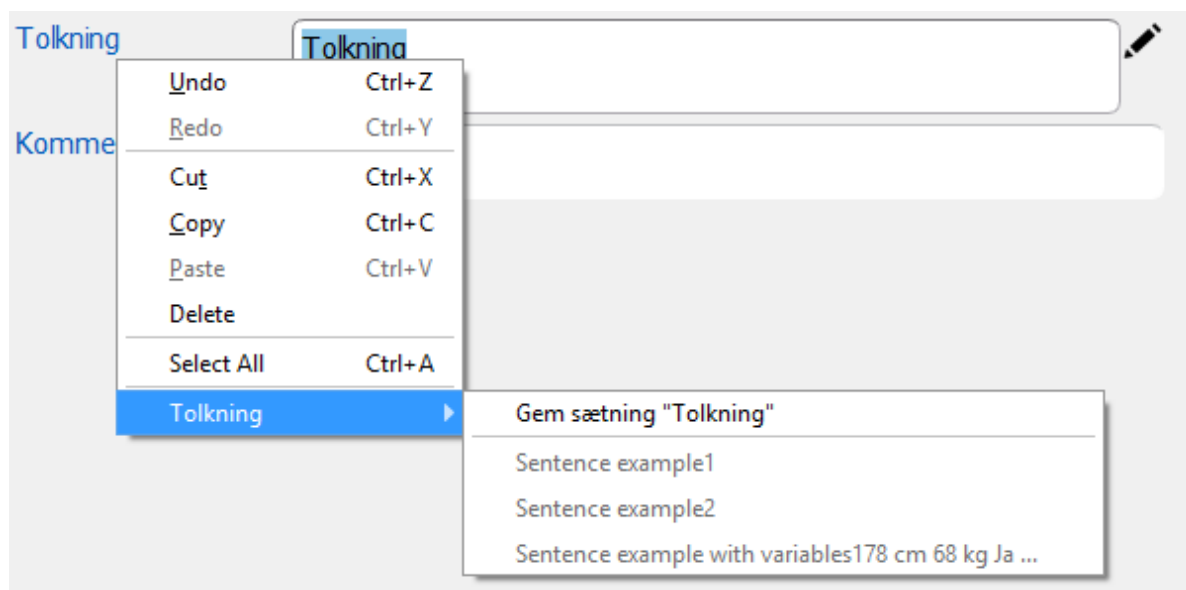 Tolkning
Tolkning
Undo Ctrl+Z
Redo Ctrl+Y
Komme
Cut Ctrl+X
Copy Ctrl+C
Paste Ctrl+V
Delete
Select All Ctrl+A
Tolkning
Gem sætning "Tolkning"
Sentence example1
Sentence example2
Sentence example with variables178 cm 68 kg Ja ...